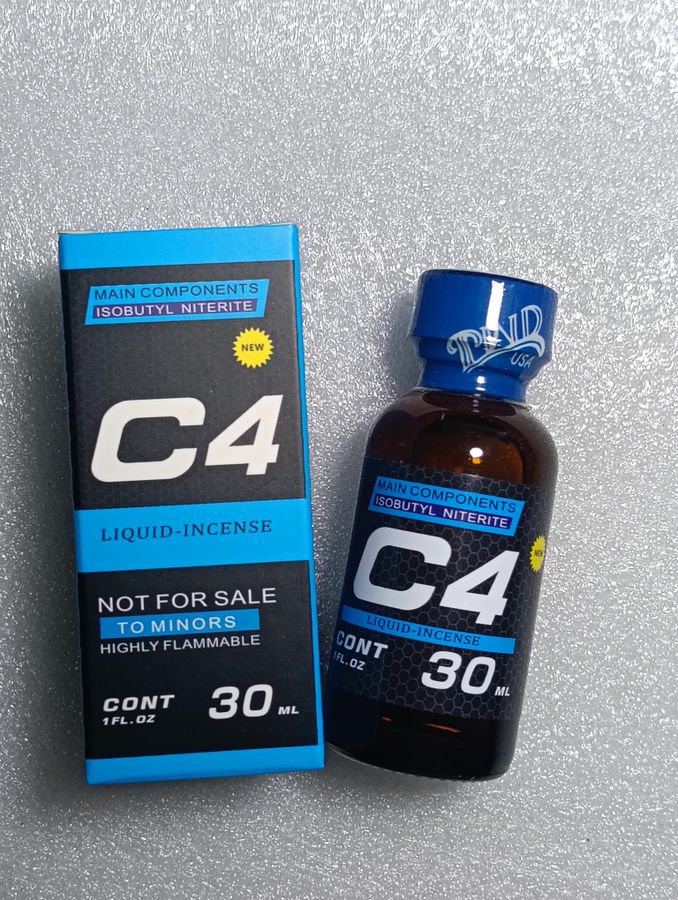 MAIN COMPONENTS
ISOBUTYL NITERITE
NEW
C4
LIQUID-INCENSE
NOT FOR SALE
TO MINORS
HIGHLY FLAMMABLE
CONT
1FL.OZ
30 ML
PWD
USA
MAIN COMPONENTS
ISOBUTYL NITERITE
NEW
C4
LIQUID-INCENSE
CONT
1FL.OZ
30 ML